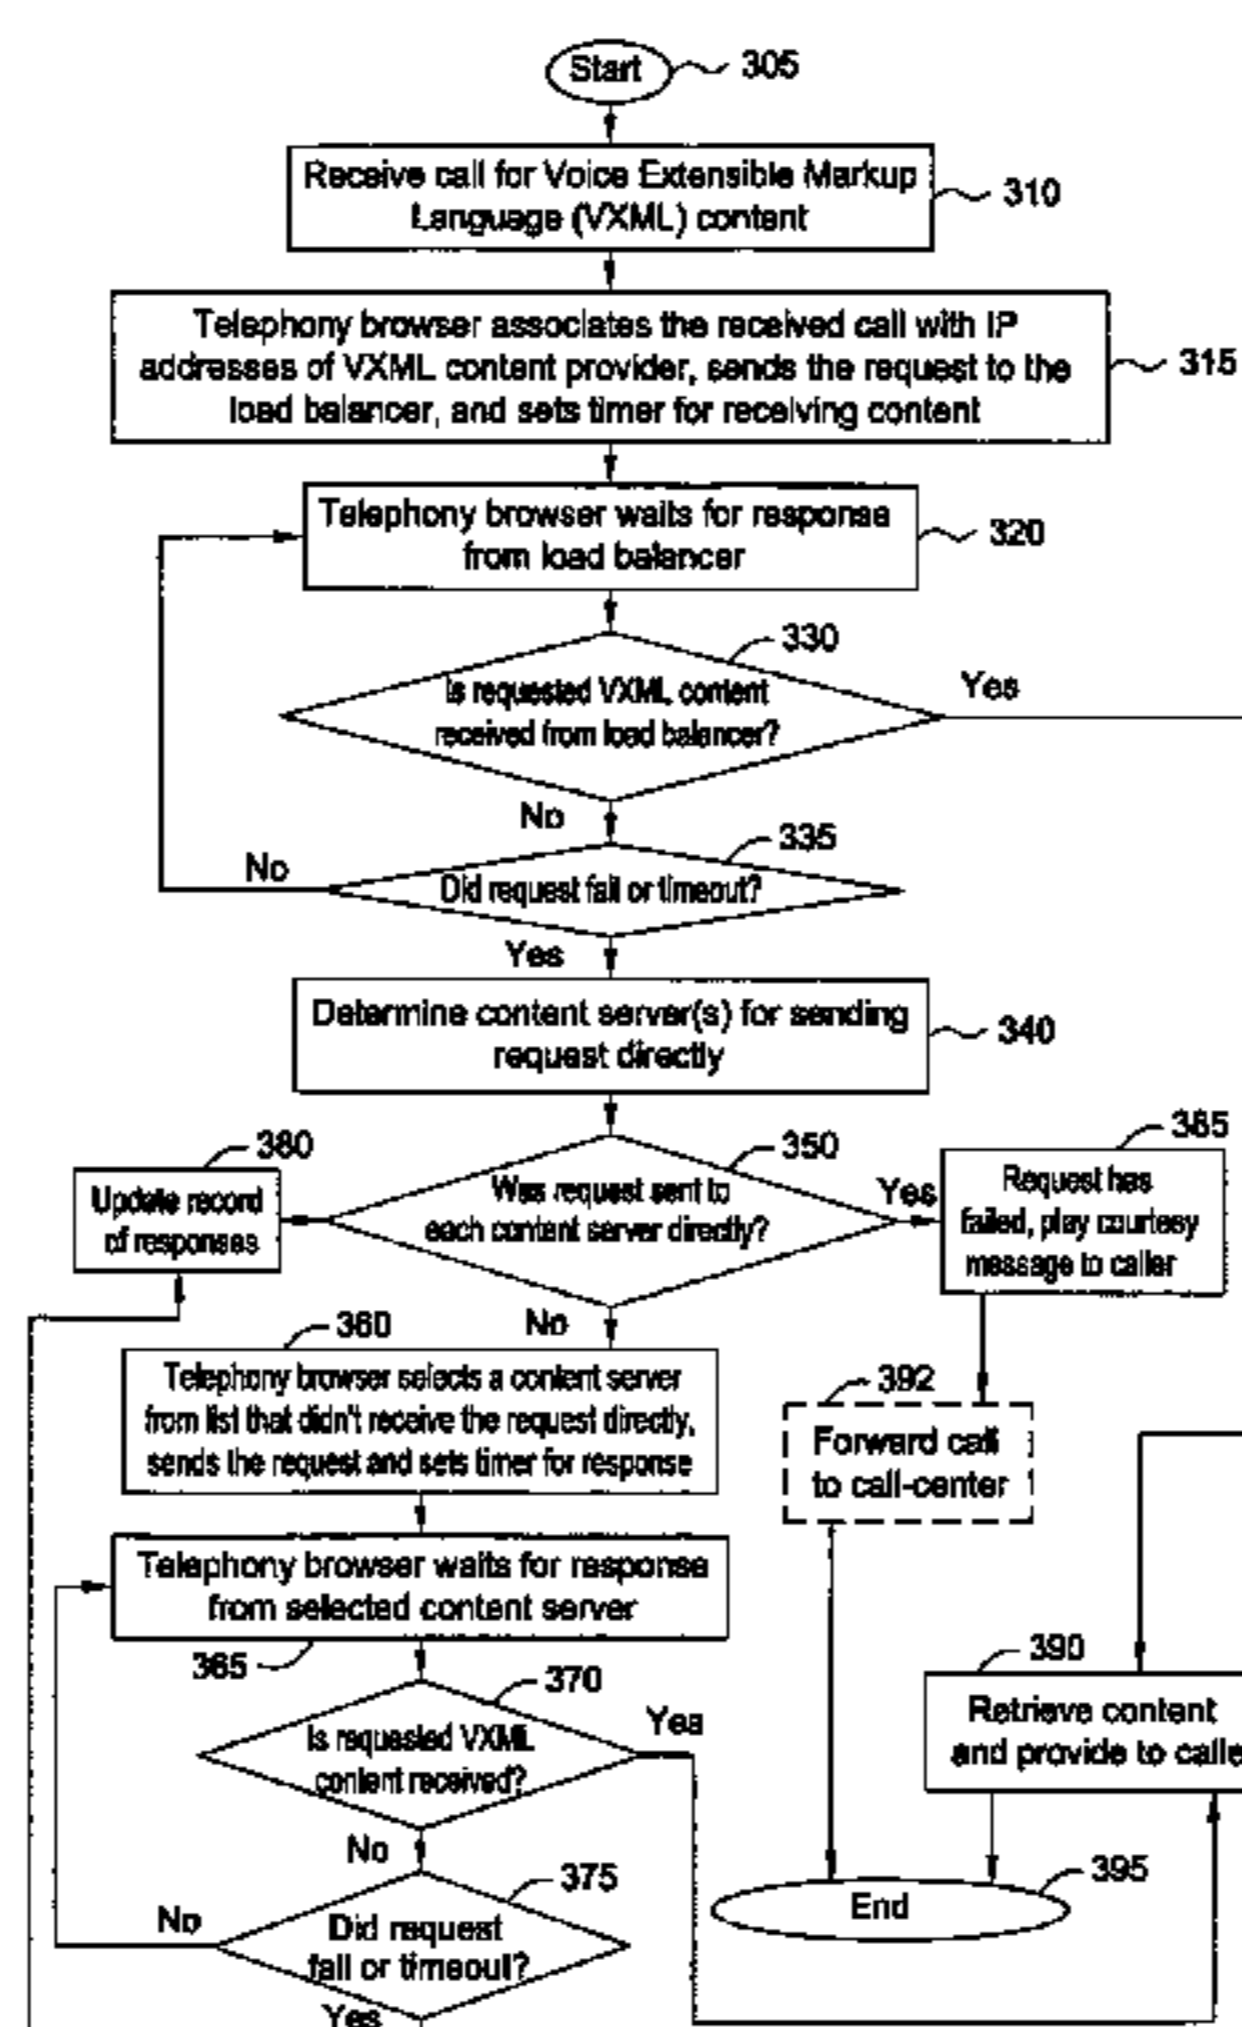 Start
305
Receive call for Voice Extensible Markup
Language (VXML) content
310
Telephony browser associates the received call with IP
addresses of VXML content provider, sends the request to the
load balancer, and sets timer for receiving content
315
Telephony browser waits for response
from load balancer
320
330
Is requested VXML content
received from load balancer?
Yes
No
335
Did request fail or timeout?
No
Yes
Determine content server(s) for sending
request directly
340
380
Update record
of responses
350
Was request sent to
each content server directly?
Yes
385
Request has
failed, play courtesy
message to caller
No
360
Telephony browser selects a content server
from list that didn't receive the request directly,
sends the request and sets timer for response
392
Forward call
to call-center
Telephony browser waits for response
from selected content server
365
370
Is requested VXML
content received?
Yes
390
Retrieve content
and provide to calle
No
375
Did request
fail or timeout?
No
Yes
End
395